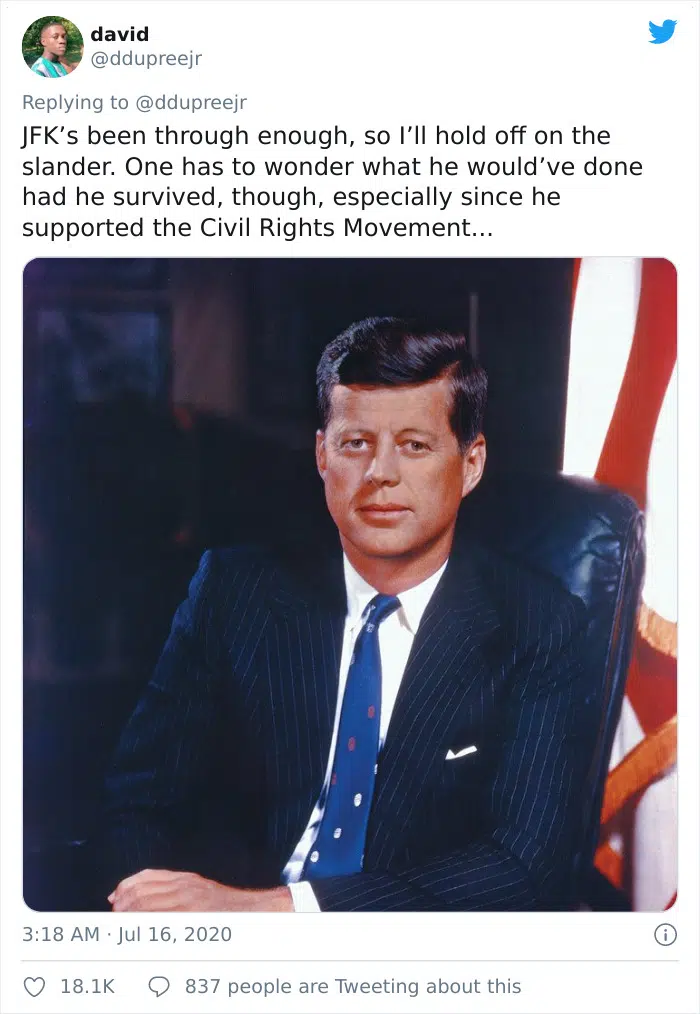 david
@ddupreejr
Replying to @ddupreejr
JFK’s been through enough, so I’ll hold off on the
slander. One has to wonder what he would’ve done
had he survived, though, especially since he
supported the Civil Rights Movement...
3:18 AM · Jul 16, 2020
18.1K
837 people are Tweeting about this